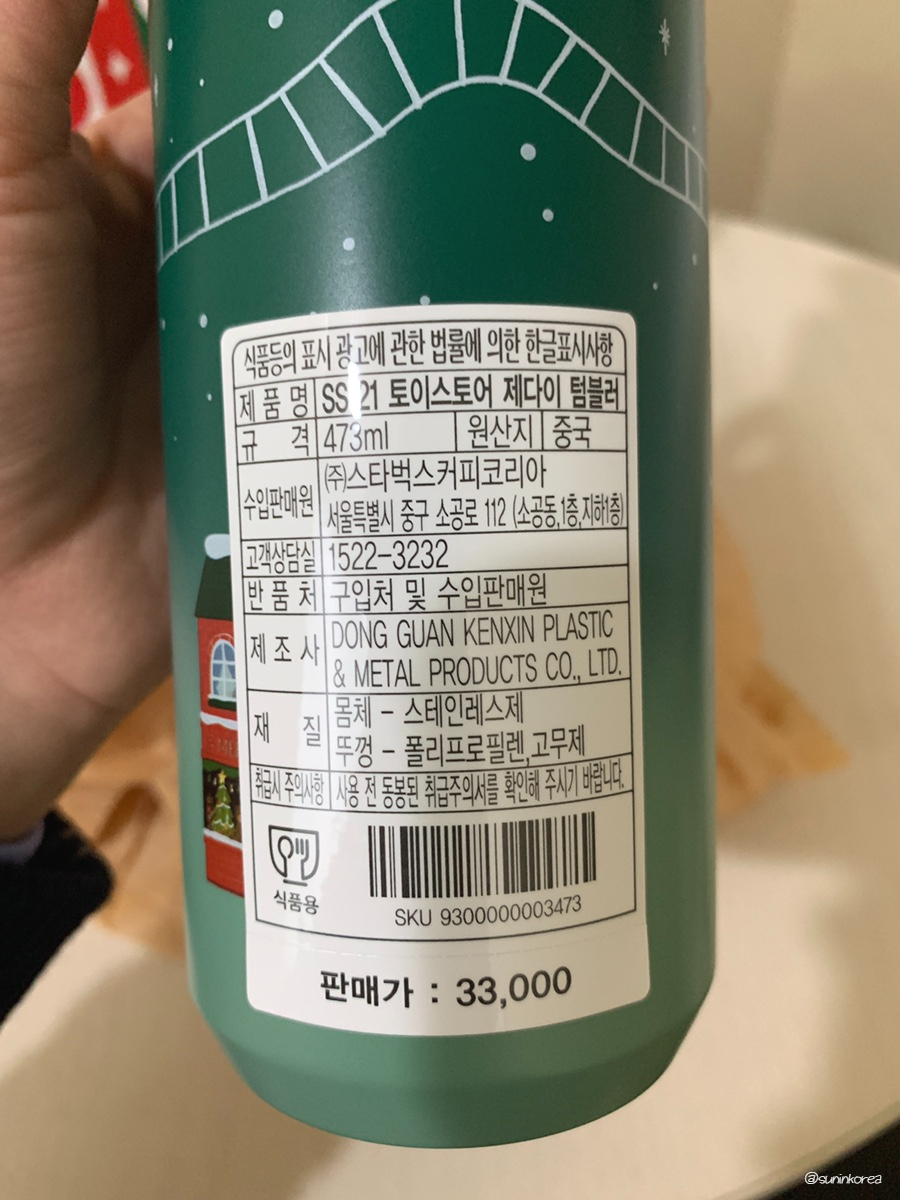 식품등의 표시 광고에 관한 법률에 의한 한글표시사항
제 품 명 SS 21 토이스토어 제다이 텀블러
규 격 473ml 원산지 중국
수입판매원 (주)스타벅스커피코리아
서울특별시 중구 소공로 112 (소공동,1층,지하1층)
고객상담실 1522-3232
반 품 처 구입처 및 수입판매원
제 조 사 DONG GUAN KENXIN PLASTIC
& METAL PRODUCTS CO., LTD.
재 질 몸체 - 스테인레스제
뚜껑 - 폴리프로필렌,고무제
취급시 주의사항 사용 전 동봉된 취급주의서를 확인해 주시기 바랍니다.
식품용
SKU 9300000003473
판매가 : 33,000
@suninkorea